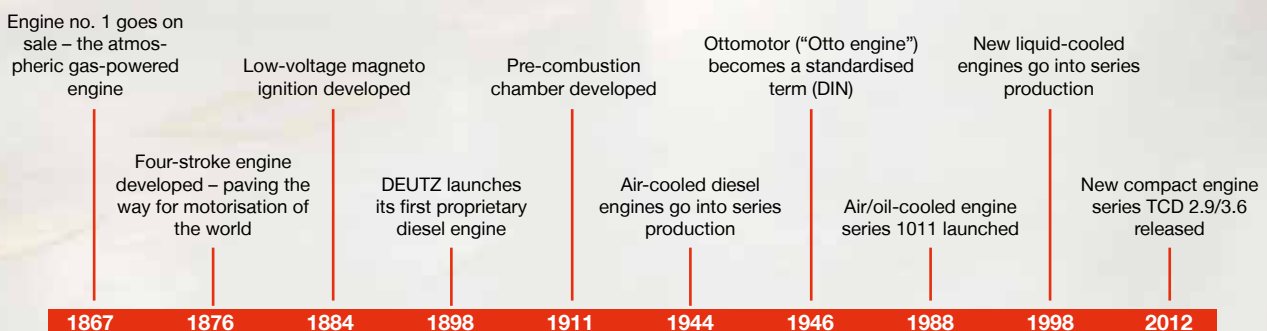 Engine no. 1 goes on
sale – the atmos-
pheric gas-powered
engine
Four-stroke engine
developed – paving the
way for motorisation of
the world
Low-voltage magneto
ignition developed
DEUTZ launches
its first proprietary
diesel engine
Pre-combustion
chamber developed
Air-cooled diesel
engines go into series
production
Ottomotor (“Otto engine”)
becomes a standardised
term (DIN)
Air/oil-cooled engine
series 1011 launched
New liquid-cooled
engines go into series
production
New compact engine
series TCD 2.9/3.6
released
1867 1876 1884 1898 1911 1944 1946 1988 1998 2012